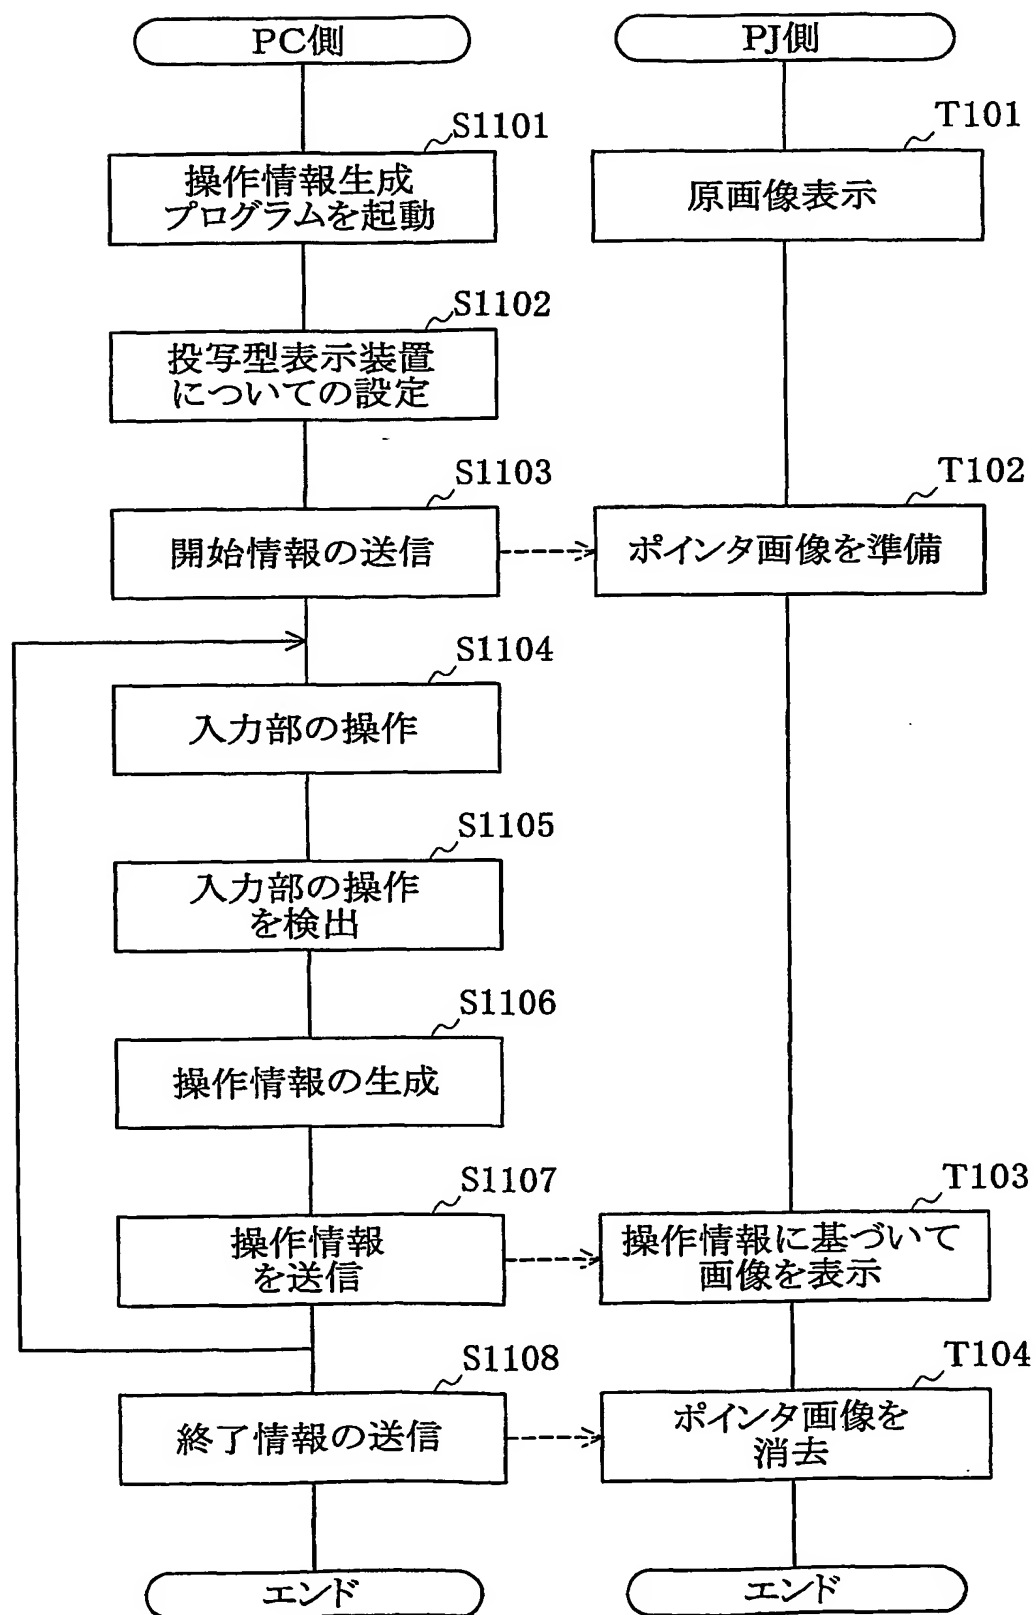 PC側
PJ側
S1101
操作情報生成
プログラムを起動
T101
原画像表示
S1102
投写型表示装置
についての設定
S1103
開始情報の送信
T102
ポインタ画像を準備
S1104
入力部の操作
S1105
入力部の操作
を検出
S1106
操作情報の生成
S1107
操作情報
を送信
T103
操作情報に基づいて
画像を表示
S1108
終了情報の送信
T104
ポインタ画像を
消去
エンド
エンド